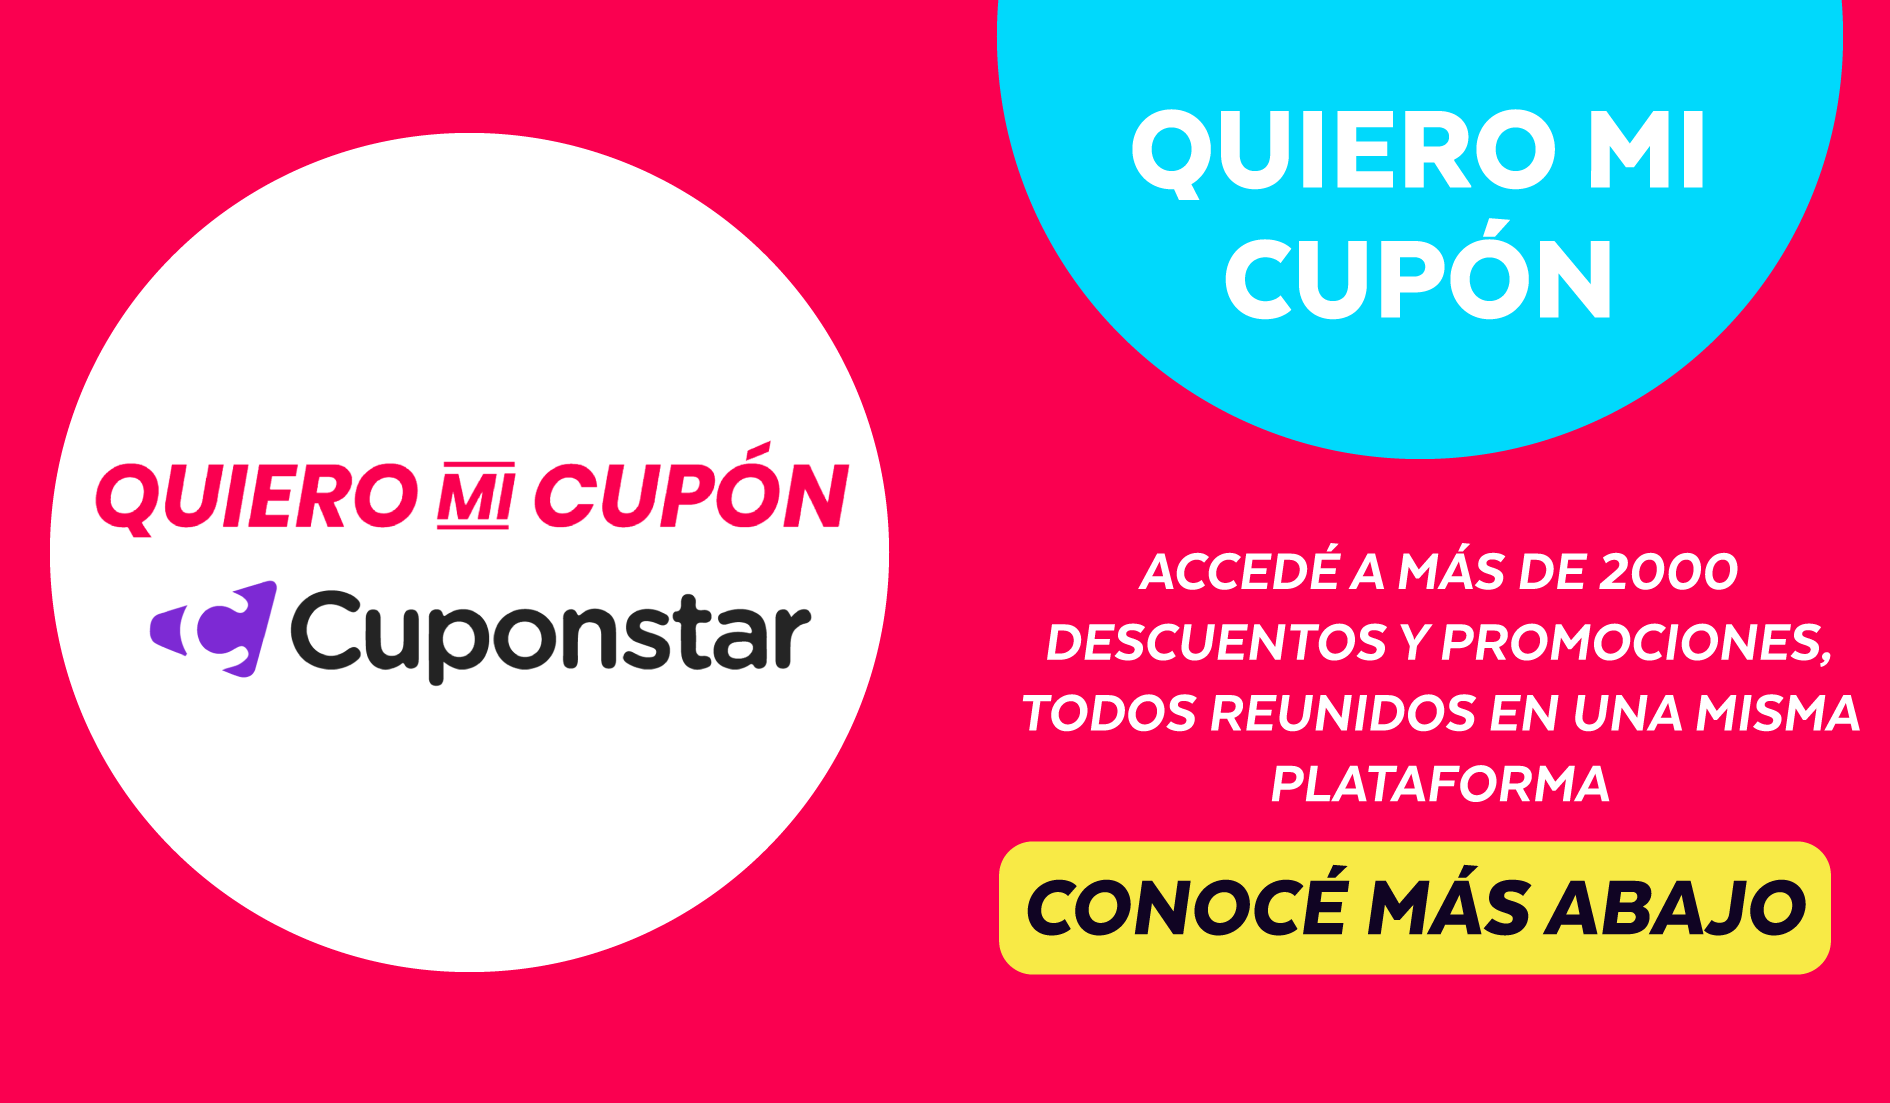 QUIERO MI CUPÓN
Cuponstar
QUIERO MI
CUPÓN
ACCEDÉ A MÁS DE 2000
DESCUENTOS Y PROMOCIONES,
TODOS REUNIDOS EN UNA MISMA
PLATAFORMA
CONOCÉ MÁS ABAJO